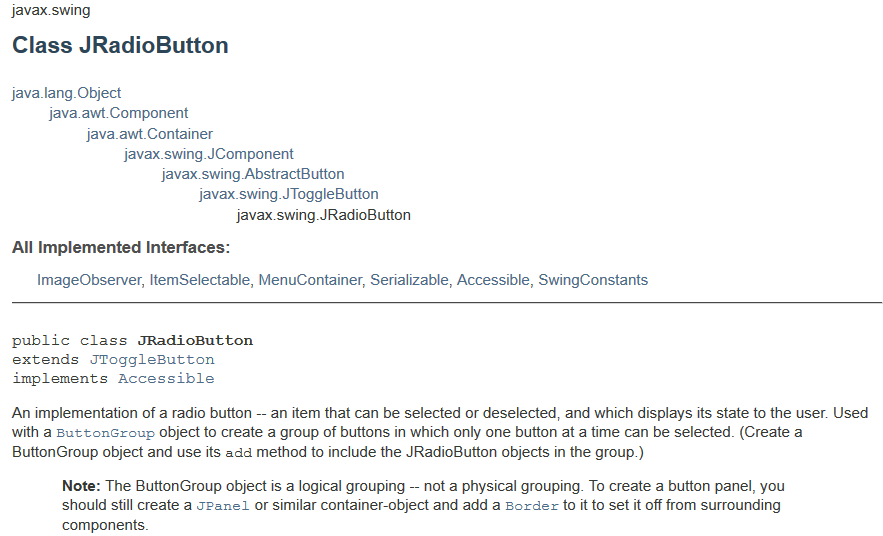 javax.swing
Class JRadioButton
java.lang.Object
java.awt.Component
java.awt.Container
javax.swing.JComponent
javax.swing.AbstractButton
javax.swing.JToggleButton
javax.swing.JRadioButton
All Implemented Interfaces:
ImageObserver, ItemSelectable, MenuContainer, Serializable, Accessible, SwingConstants
public class JRadioButton
extends JToggleButton
implements Accessible
An implementation of a radio button -- an item that can be selected or deselected, and which displays its state to the user. Used
with a ButtonGroup object to create a group of buttons in which only one button at a time can be selected. (Create a
ButtonGroup object and use its add method to include the JRadioButton objects in the group.)
Note: The ButtonGroup object is a logical grouping -- not a physical grouping. To create a button panel, you
should still create a JPanel or similar container-object and add a Border to it to set it off from surrounding
components.